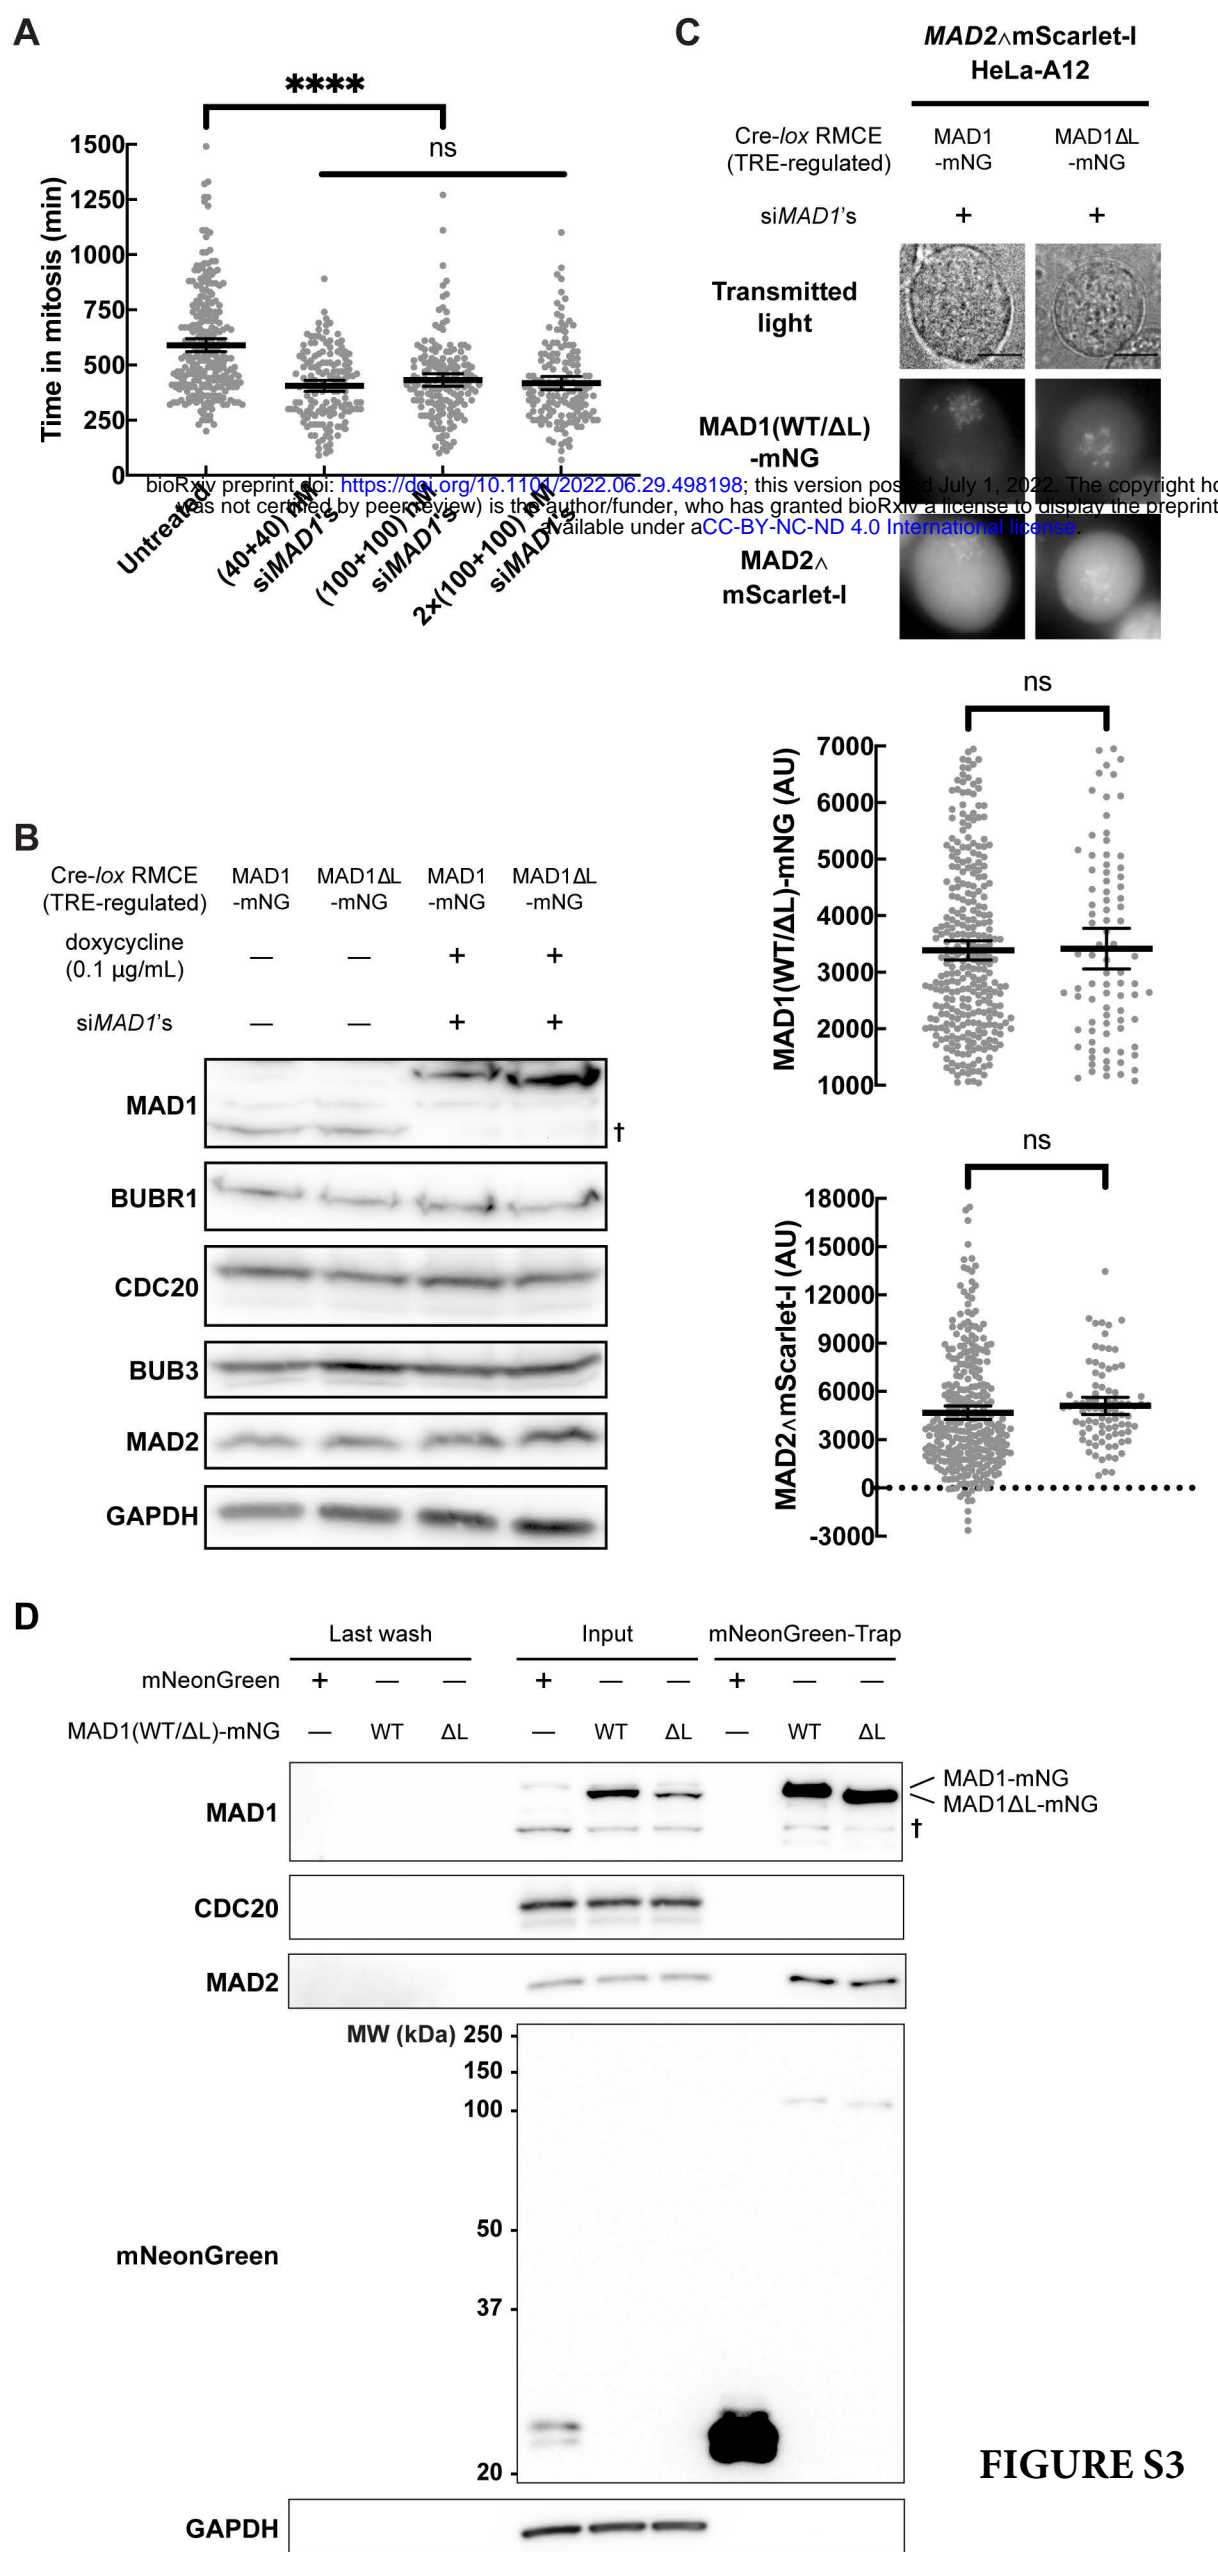 A
****
ns
Time in mitosis (min)
1500
1250
1000
750
500
250
0
Untreated
(40+40) nM
siMAD1's
(100+100) nM
siMAD1's
2×(100+100) nM
siMAD1's
bioRxiv preprint doi: https://doi.org/10.1101/2022.06.29.498198; this version posted July 1, 2022. The copyright ho
was not certified by peer review) is the author/funder, who has granted bioRxiv a license to display the preprint
available under aCC-BY-NC-ND 4.0 International license.
C
MAD2∧mScarlet-I
HeLa-A12
Cre-lox RMCE
(TRE-regulated)
MAD1
-mNG
MAD1ΔL
-mNG
siMAD1's
+ +
Transmitted
light
MAD1(WT/ΔL)
-mNG
MAD2∧
mScarlet-I
ns
MAD1(WT/ΔL)-mNG (AU)
7000
6000
5000
4000
3000
2000
1000
ns
MAD2∧mScarlet-I (AU)
18000
15000
12000
9000
6000
3000
0
-3000
B
Cre-lox RMCE
(TRE-regulated)
MAD1
-mNG
MAD1ΔL
-mNG
MAD1
-mNG
MAD1ΔL
-mNG
doxycycline
(0.1 µg/mL)
— — + +
siMAD1's
— — + +
MAD1
†
BUBR1
CDC20
BUB3
MAD2
GAPDH
D
Last wash Input mNeonGreen-Trap
mNeonGreen + — — + — — + — —
MAD1(WT/ΔL)-mNG — WT ΔL — WT ΔL — WT ΔL
MAD1
MAD1-mNG
MAD1ΔL-mNG
†
CDC20
MAD2
MW (kDa) 250
150
100
50
37
20
mNeonGreen
GAPDH
FIGURE S3